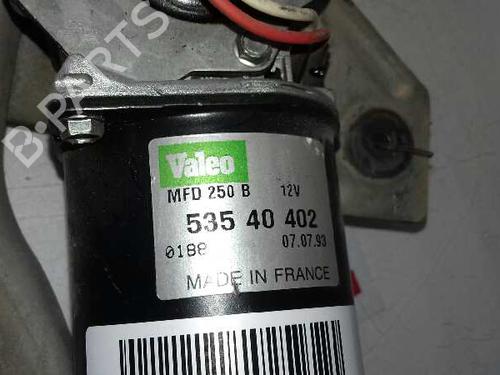 B-PARTS
Valeo
MFD 250 B 12V
535 40 402
0188 07.07.93
MADE IN FRANCE